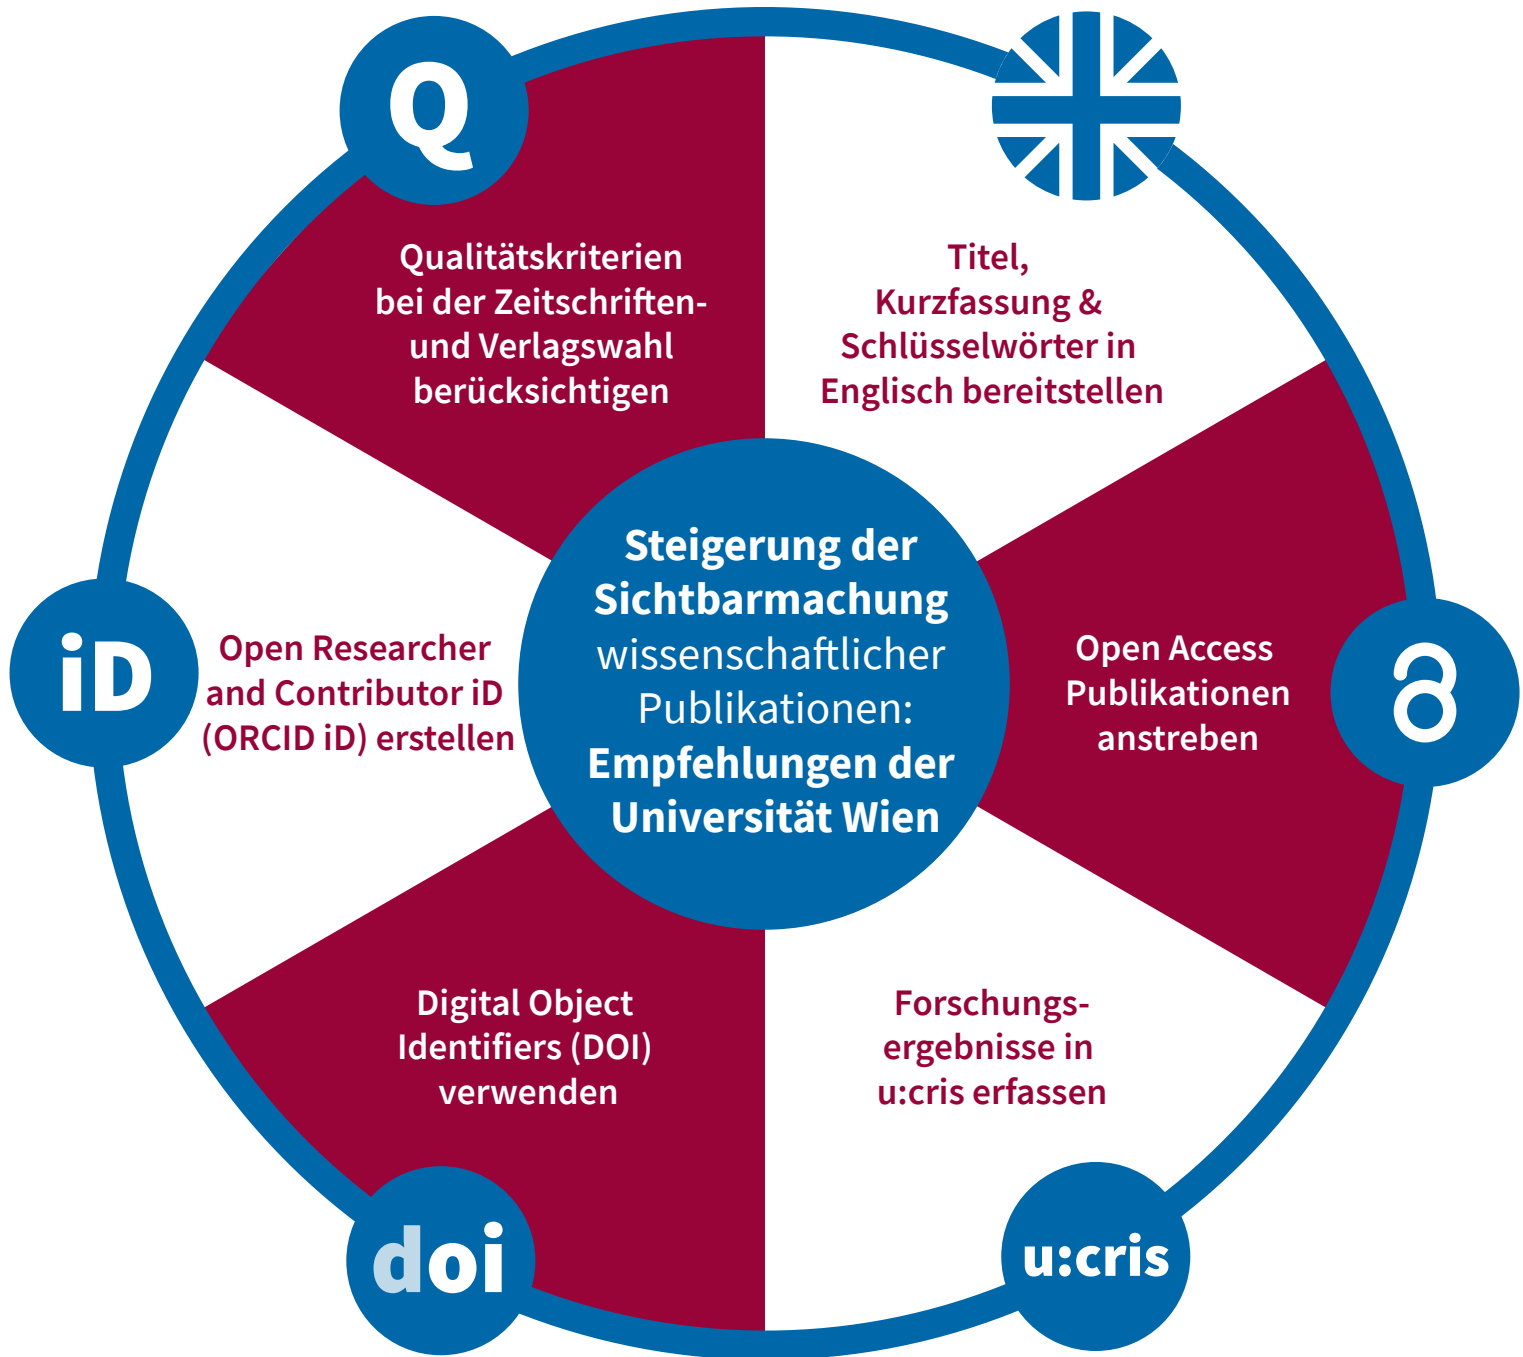 Q
Qualitätskriterien
bei der Zeitschriften-
und Verlagswahl
berücksichtigen
Titel,
Kurzfassung &
Schlüsselwörter in
Englisch bereitstellen
iD
Open Researcher
and Contributor iD
(ORCID iD) erstellen
Steigerung der
Sichtbarmachung
wissenschaftlicher
Publikationen:
Empfehlungen der
Universität Wien
Open Access
Publikationen
anstreben
Digital Object
Identifiers (DOI)
verwenden
doi
Forschungs-
ergebnisse in
u:cris erfassen
u:cris